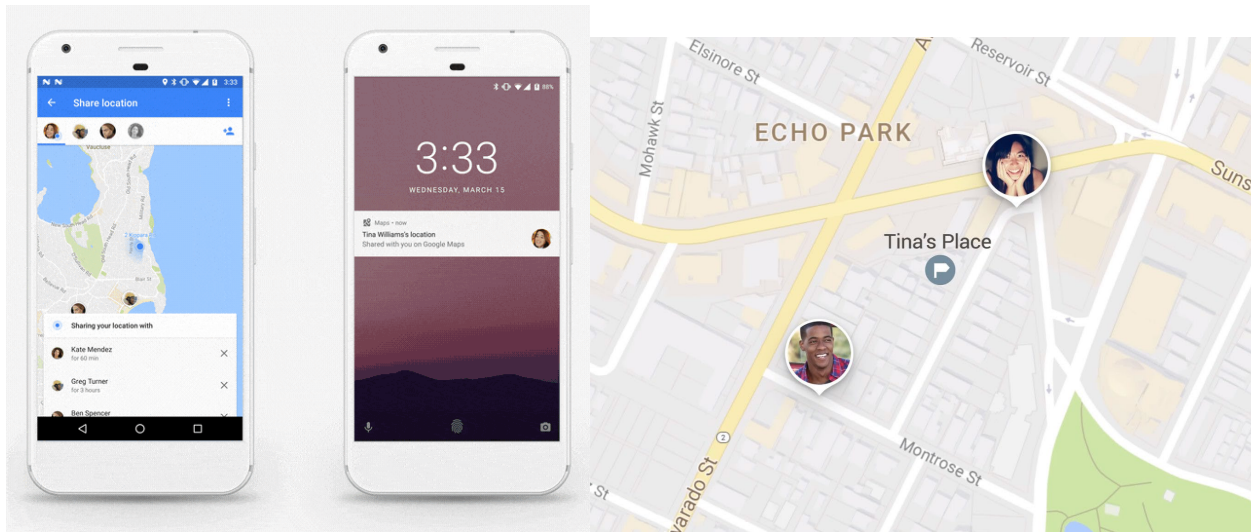 3:33
Share location
Vaucluse
Sharing your location with
Kate Mendez
for 60 min
Greg Turner
for 3 hours
Ben Spencer
88%
3:33
WEDNESDAY, MARCH 15
Maps • now
Tina Williams's location
Shared with you on Google Maps
Elsinore St
Reservoir St
Mohawk St
ECHO PARK
Suns
Tina's Place
2
Montrose St
varado St
St